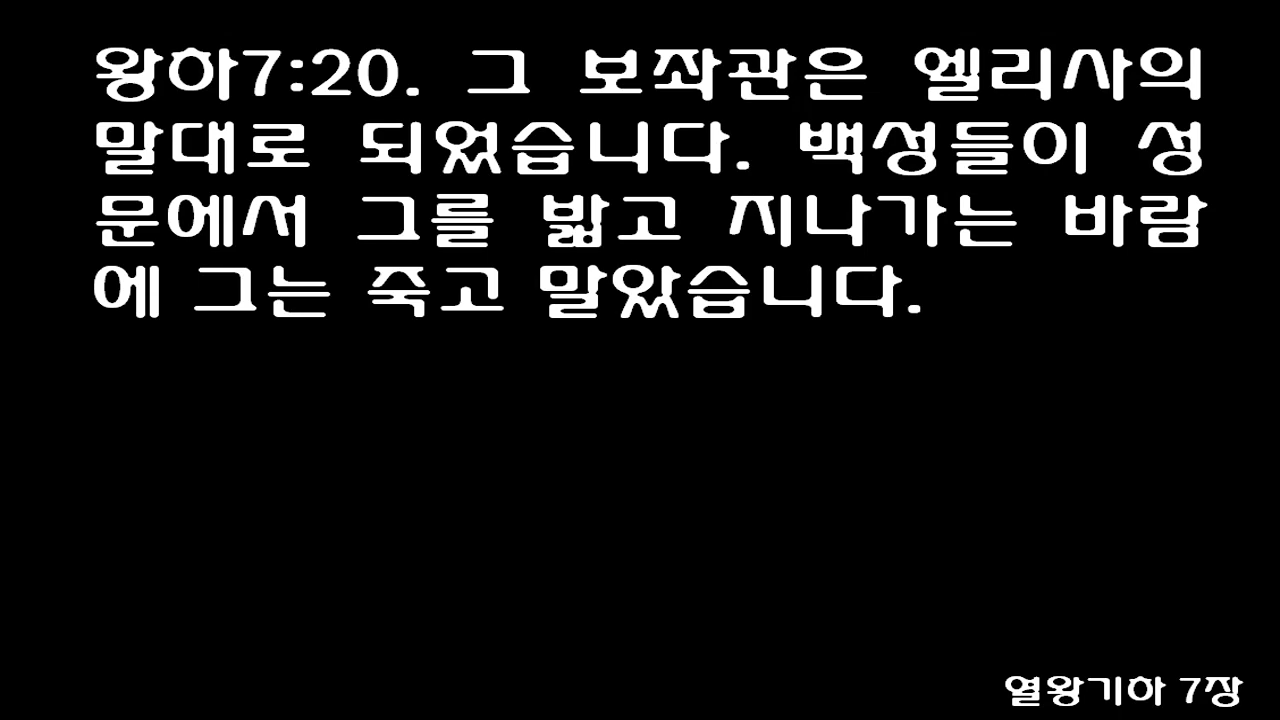 왕하7:20. 그 보좌관은 엘리사의
말대로 되었습니다. 백성들이 성
문에서 그를 밟고 지나가는 바람
에 그는 죽고 말았습니다.
열왕기하 7장